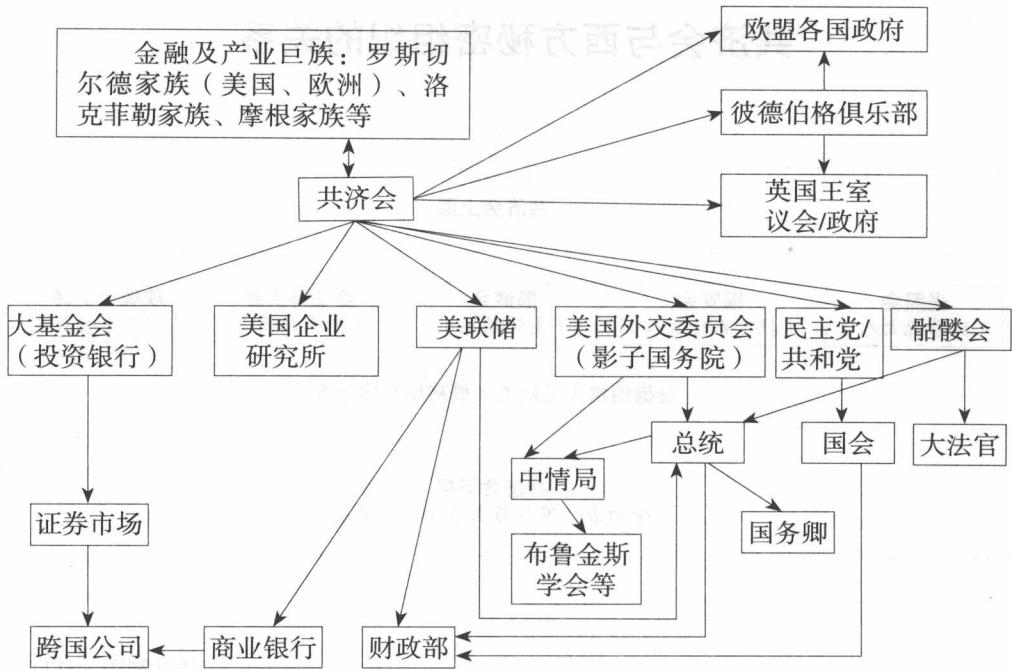 欧盟各国政府
金融及产业巨族：罗斯切
尔德家族（美国、欧洲）、洛
克菲勒家族、摩根家族等
彼德伯格俱乐部
共济会
英国王室
议会/政府
大基金会
（投资银行）
美国企业
研究所
美联储
美国外交委员会
（影子国务院）
民主党/
共和党
骷髅会
总统
国会
大法官
中情局
证券市场
国务卿
布鲁金斯
学会等
跨国公司
商业银行
财政部